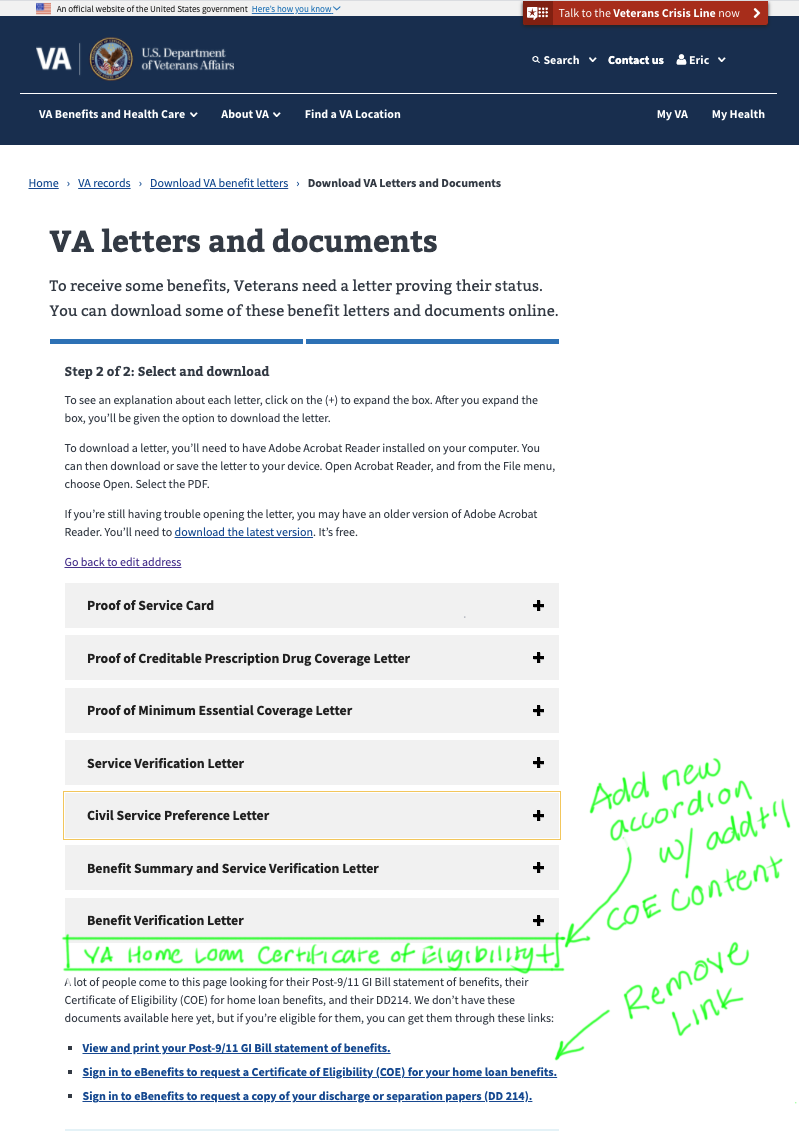 An official website of the United States government Here's how you know
Talk to the Veterans Crisis Line now
VA
U.S. Department
of Veterans Affairs
Search Contact us Eric
VA Benefits and Health Care About VA Find a VA Location My VA My Health
Home › VA records › Download VA benefit letters › Download VA Letters and Documents
VA letters and documents
To receive some benefits, Veterans need a letter proving their status.
You can download some of these benefit letters and documents online.
Step 2 of 2: Select and download
To see an explanation about each letter, click on the (+) to expand the box. After you expand the
box, you'll be given the option to download the letter.
To download a letter, you'll need to have Adobe Acrobat Reader installed on your computer. You
can then download or save the letter to your device. Open Acrobat Reader, and from the File menu,
choose Open. Select the PDF.
If you're still having trouble opening the letter, you may have an older version of Adobe Acrobat
Reader. You'll need to download the latest version. It's free.
Go back to edit address
Proof of Service Card +
Proof of Creditable Prescription Drug Coverage Letter +
Proof of Minimum Essential Coverage Letter +
Service Verification Letter +
Civil Service Preference Letter +
Benefit Summary and Service Verification Letter +
Benefit Verification Letter +
Add new
accordion
w/ addt'l
COE Content
VA Home Loan Certificate of Eligibility +
A lot of people come to this page looking for their Post-9/11 GI Bill statement of benefits, their
Certificate of Eligibility (COE) for home loan benefits, and their DD214. We don't have these
documents available here yet, but if you're eligible for them, you can get them through these links:
Remove
Link
▪ View and print your Post-9/11 GI Bill statement of benefits.
▪ Sign in to eBenefits to request a Certificate of Eligibility (COE) for your home loan benefits.
▪ Sign in to eBenefits to request a copy of your discharge or separation papers (DD 214).